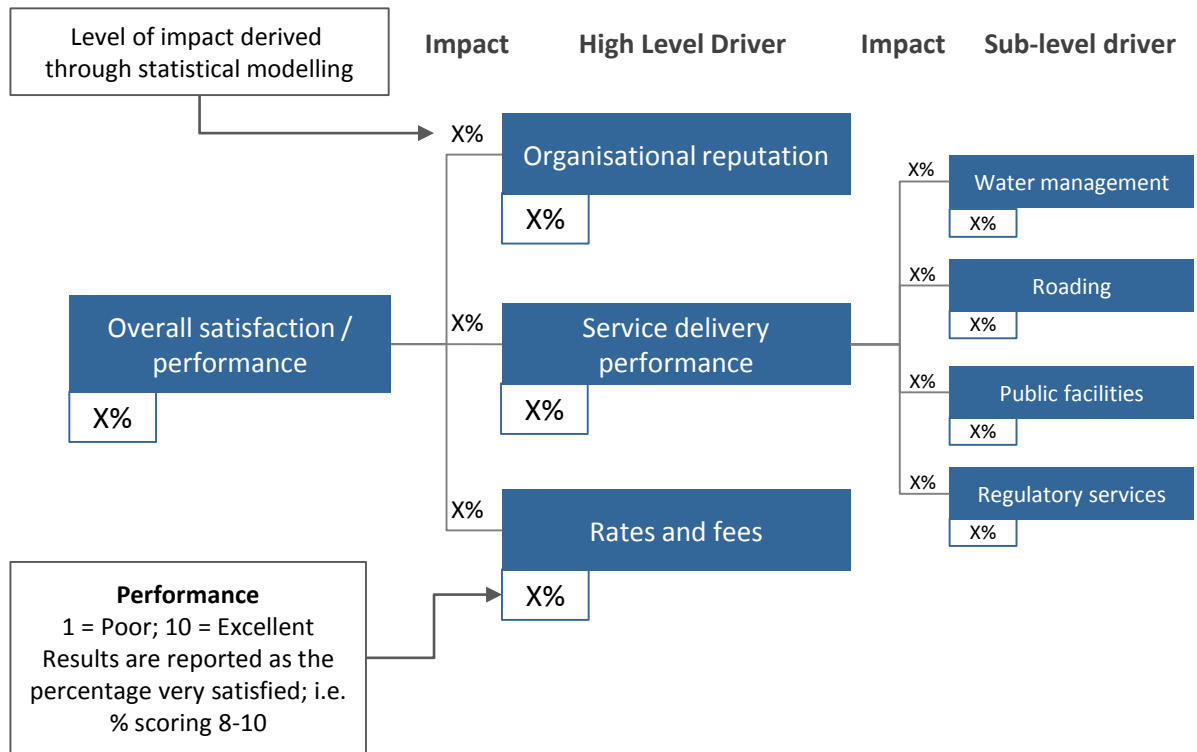 Level of impact derived
through statistical modelling
Impact
High Level Driver
Impact
Sub-level driver
X%
Organisational reputation
X%
X%
Water management
X%
X%
Roading
X%
Overall satisfaction /
performance
X%
X%
Service delivery
performance
X%
X%
Public facilities
X%
X%
Regulatory services
X%
X%
Rates and fees
X%
Performance
1 = Poor; 10 = Excellent
Results are reported as the
percentage very satisfied; i.e.
% scoring 8-10